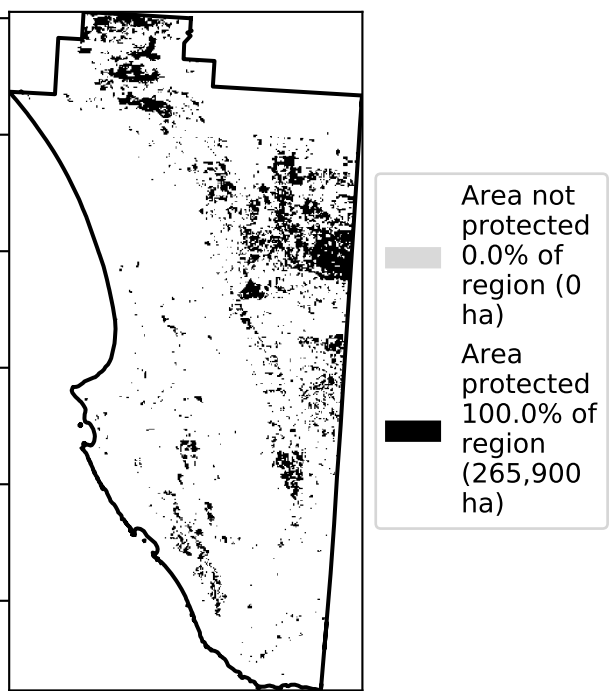 Area not
protected
0.0% of
region (0
ha)
Area
protected
100.0% of
region
(265,900
ha)